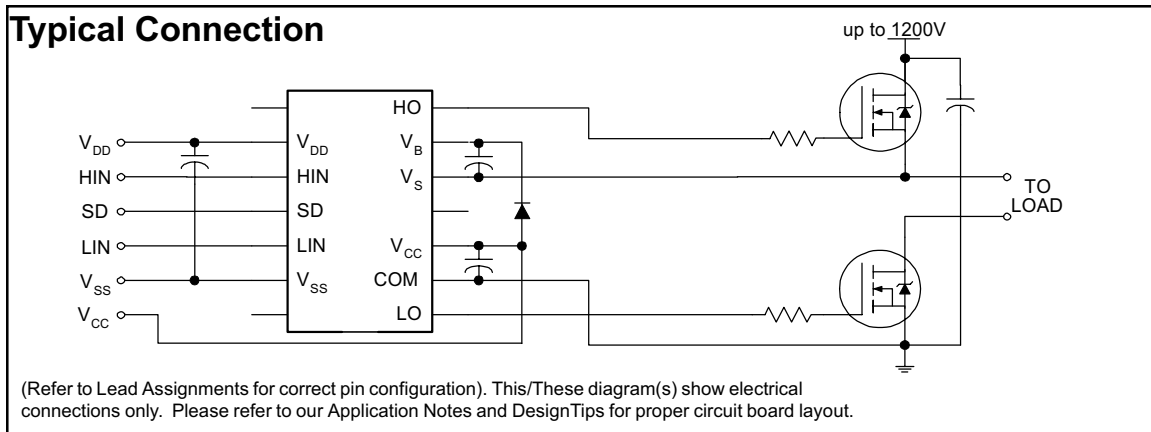 Typical Connection
up to 1200V
HO
V_DD
V_DD
V_B
HIN
HIN
V_S
TO
SD
SD
LOAD
LIN
LIN
V_CC
V_SS
V_SS
COM
V_CC
LO
(Refer to Lead Assignments for correct pin configuration). This/These diagram(s) show electrical
connections only. Please refer to our Application Notes and DesignTips for proper circuit board layout.